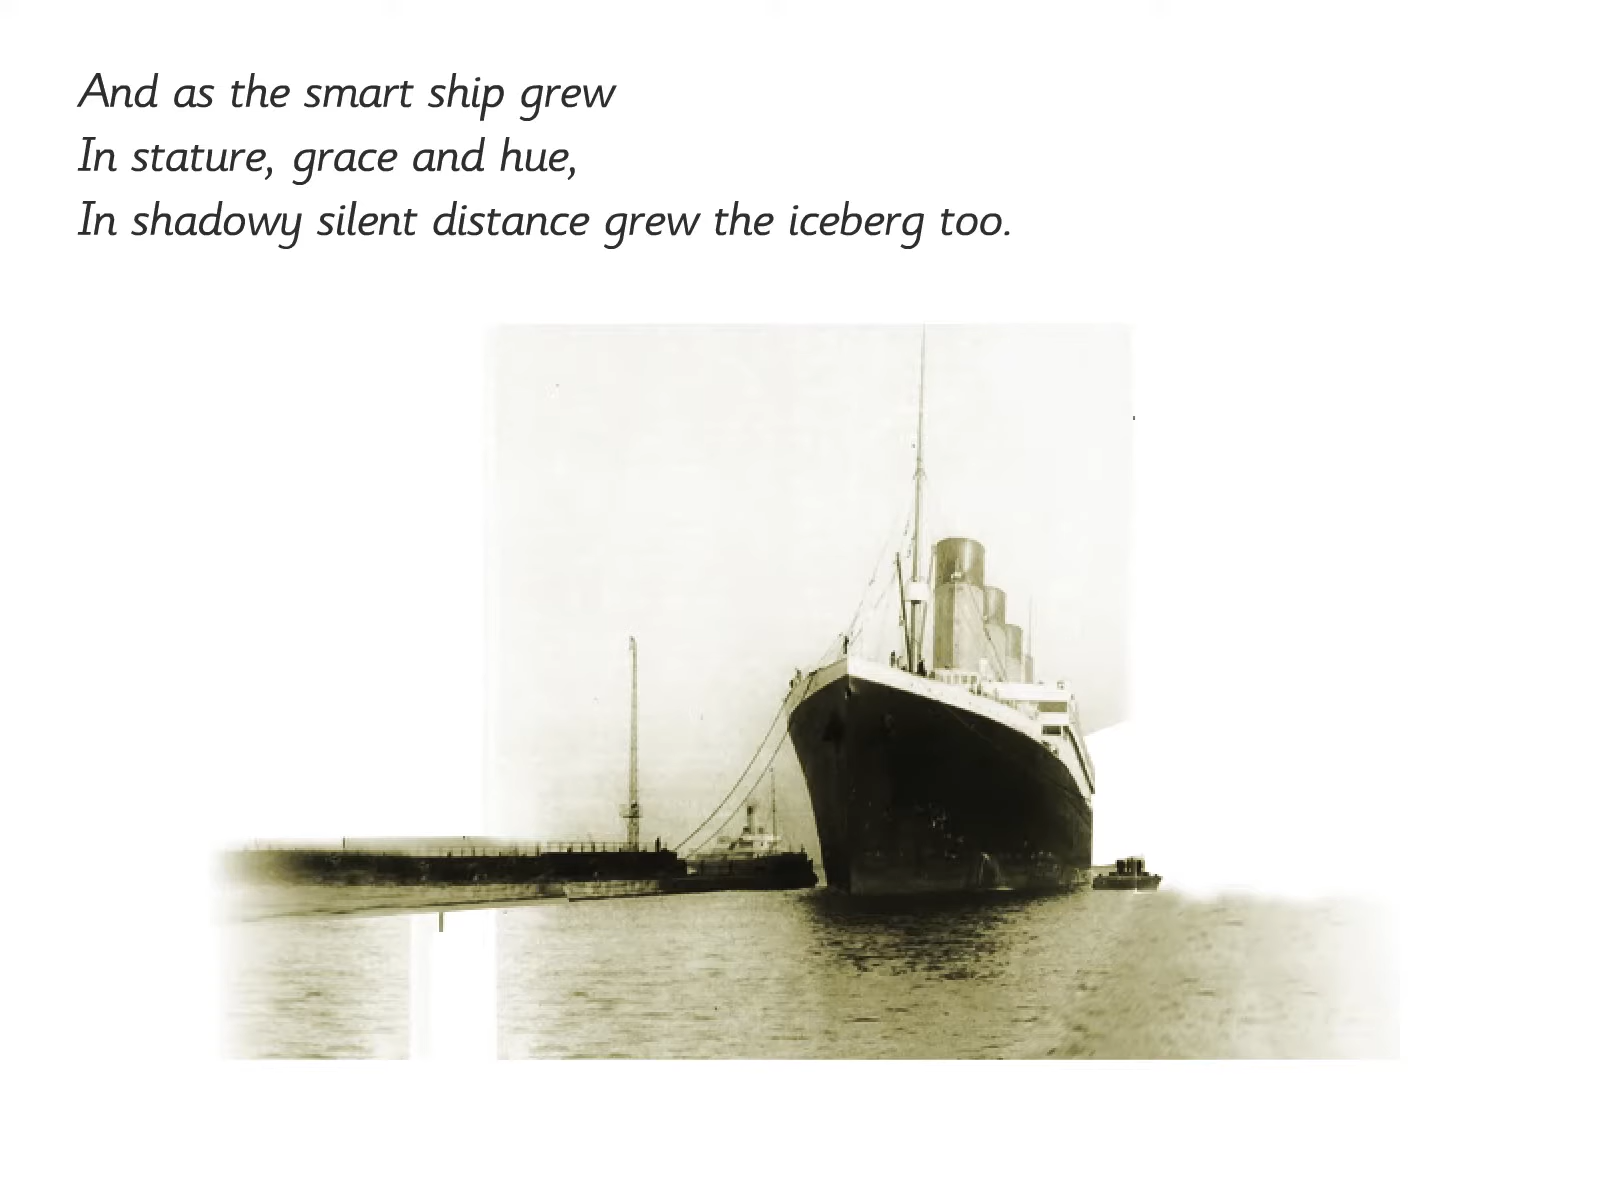 And as the smart ship grew
In stature, grace and hue,
In shadowy silent distance grew the iceberg too.